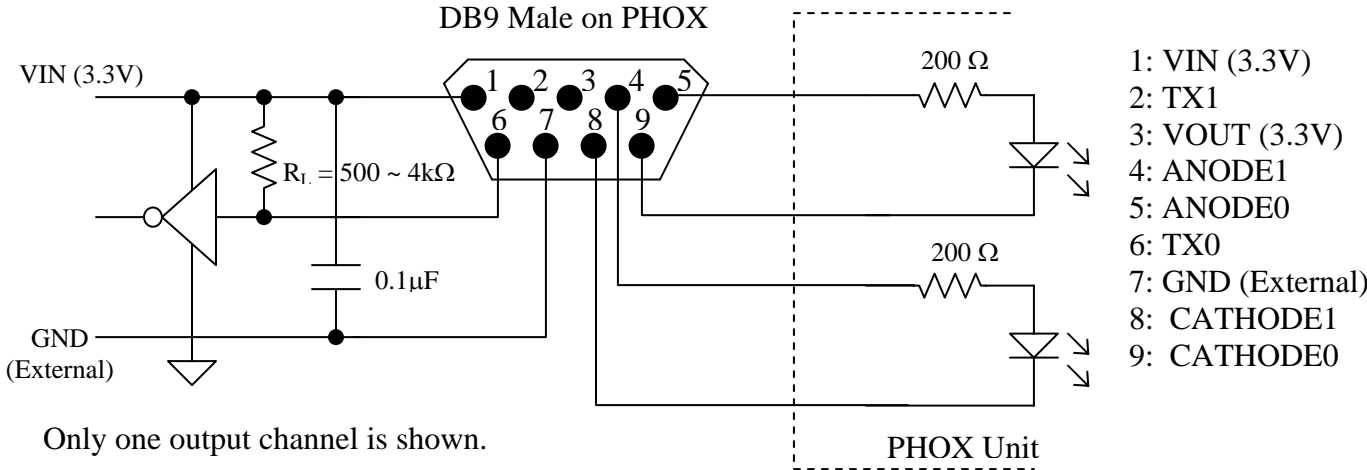 DB9 Male on PHOX
VIN (3.3V)
1 2 3 4 5
6 7 8 9
R_L = 500 ~ 4kΩ
0.1μF
GND
(External)
Only one output channel is shown.
200 Ω
200 Ω
PHOX Unit
1: VIN (3.3V)
2: TX1
3: VOUT (3.3V)
4: ANODE1
5: ANODE0
6: TX0
7: GND (External)
8: CATHODE1
9: CATHODE0